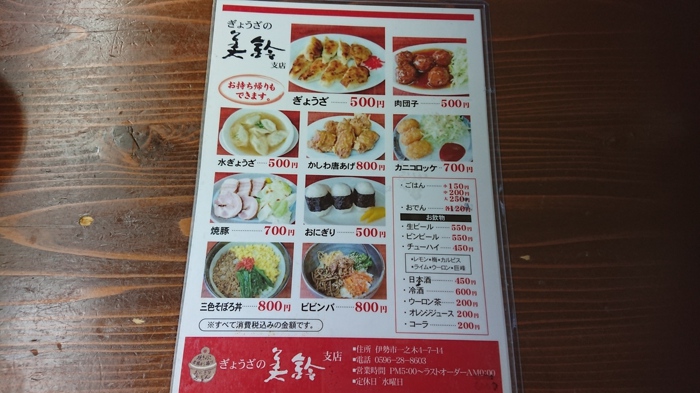 ぎょうざの
美鈴
支店
お持ち帰りも
できます。
ぎょうざ 500円
肉団子 500円
水ぎょうざ 500円
かしわ唐あげ 800円
カニコロッケ 700円
焼豚 700円
おにぎり 500円
三色そぼろ丼 800円
ビビンバ 800円
※すべて消費税込みの金額です。
・ごはん 小150円
中200円
大250円
・おでん 120円
お飲物
・生ビール 550円
・ビンビール 550円
・チューハイ 450円
•レモン•梅•カルピス
•ライム•ウーロン•巨峰
・日本酒 450円
・冷酒 600円
・ウーロン茶 200円
・オレンジジュース 200円
・コーラ 200円
ぎょうざの 美鈴 支店
■住所 伊勢市一之木4-7-14
■電話 0596-28-8603
■営業時間 PM5:00〜ラストオーダーAM0:00
■定休日 水曜日